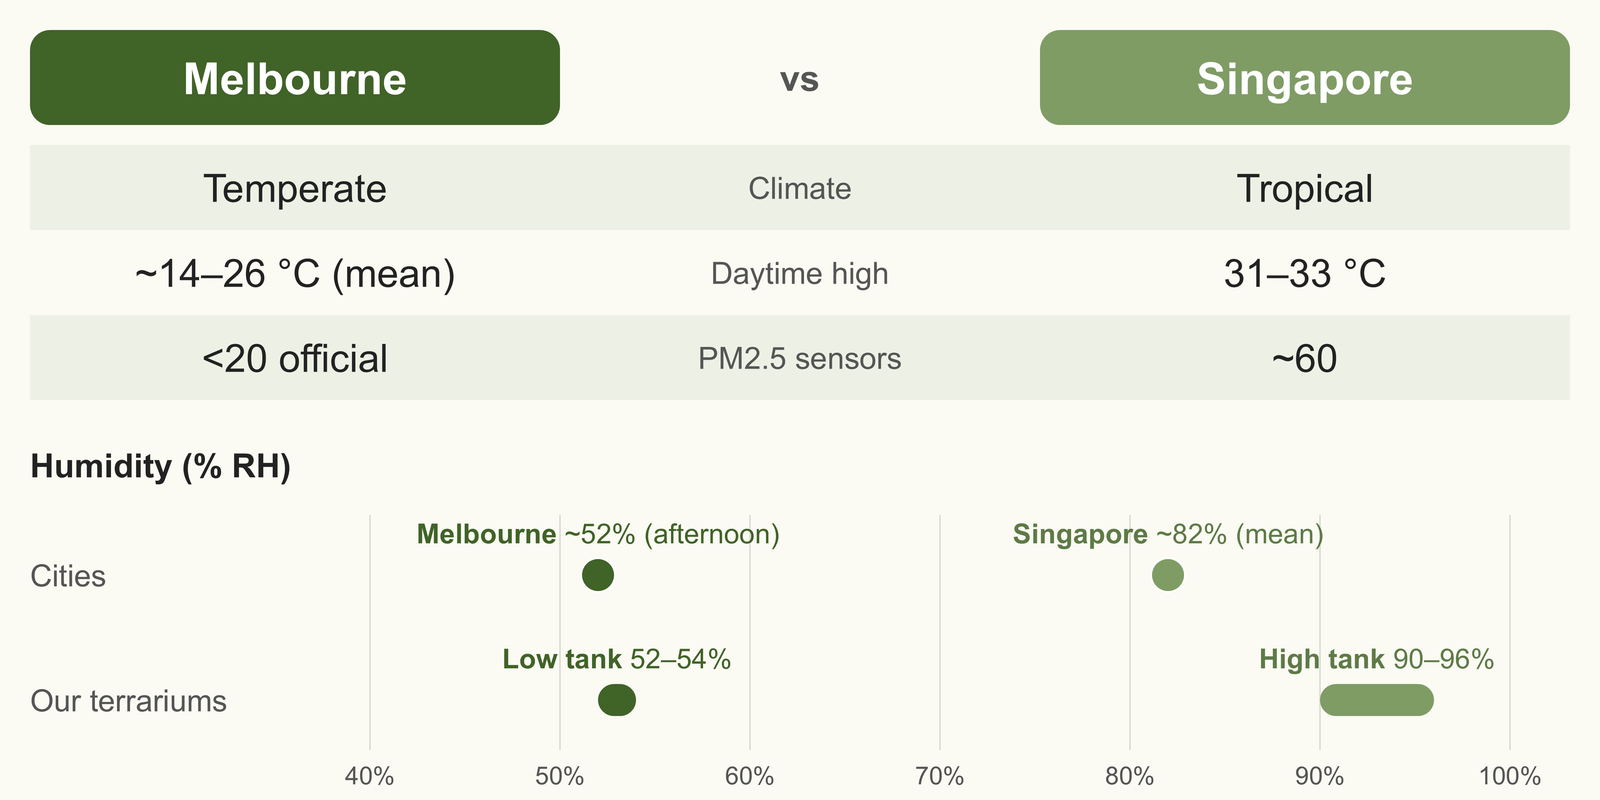 Melbourne vs Singapore
Temperate Climate Tropical
~14–26 °C (mean) Daytime high 31–33 °C
<20 official PM2.5 sensors ~60
Humidity (% RH)
Melbourne ~52% (afternoon) Singapore ~82% (mean)
Cities
Low tank 52–54% High tank 90–96%
Our terrariums
40% 50% 60% 70% 80% 90% 100%